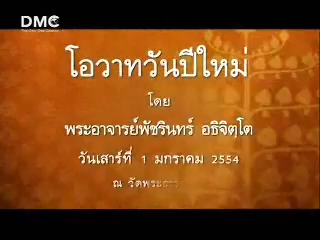 DMC
โอวาทวันปีใหม่
โดย
พระอาจารย์พัชรินทร์ อธิจิตฺโต
วันเสาร์ที่ 1 มกราคม 2554
ณ